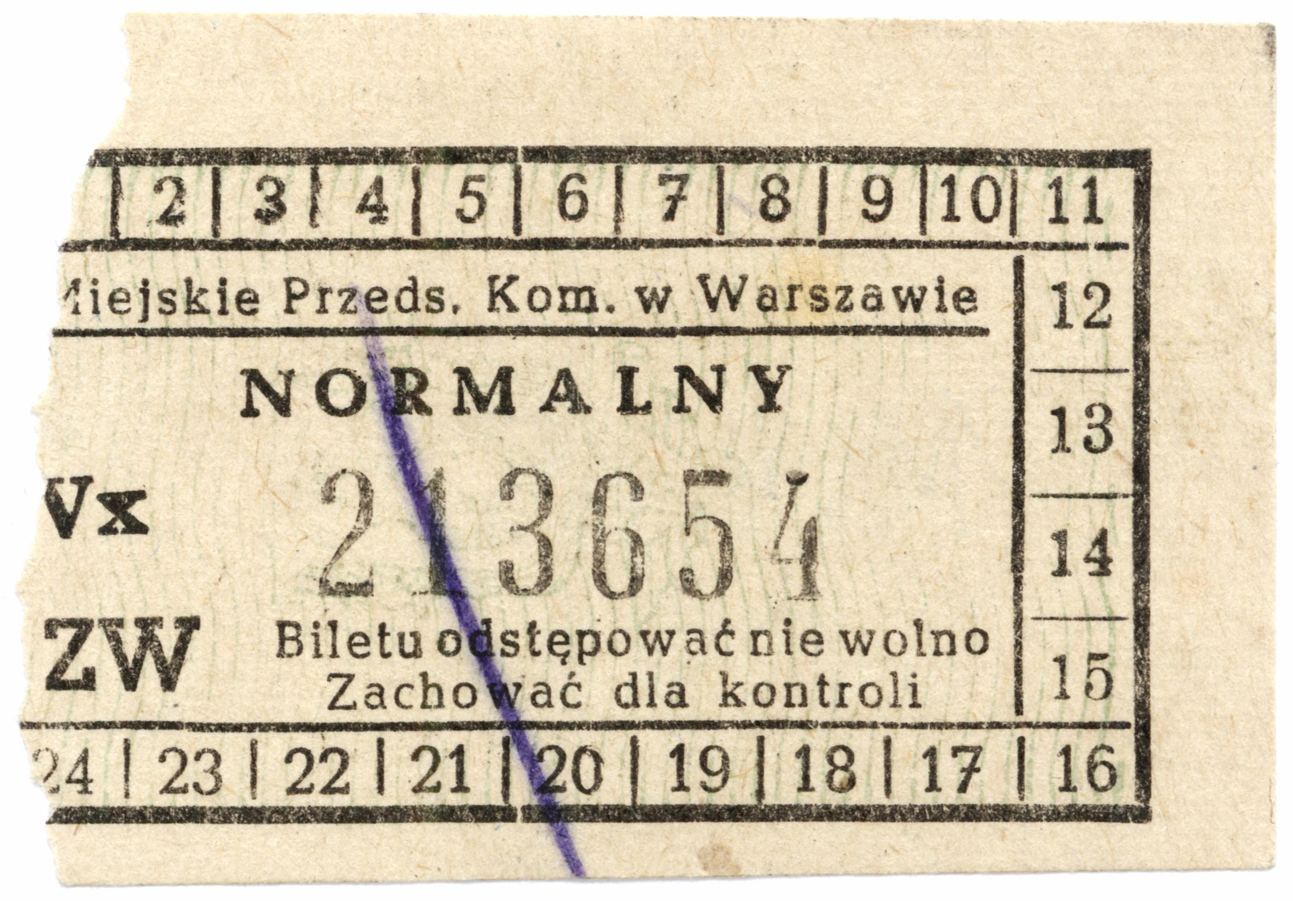 2 | 3 | 4 | 5 | 6 | 7 | 8 | 9 | 10 | 11
Miejskie Przeds. Kom. w Warszawie
12
NORMALNY
13
Vx 213654
14
ZW
Biletu odstępować nie wolno
Zachować dla kontroli
15
24 | 23 | 22 | 21 | 20 | 19 | 18 | 17 | 16